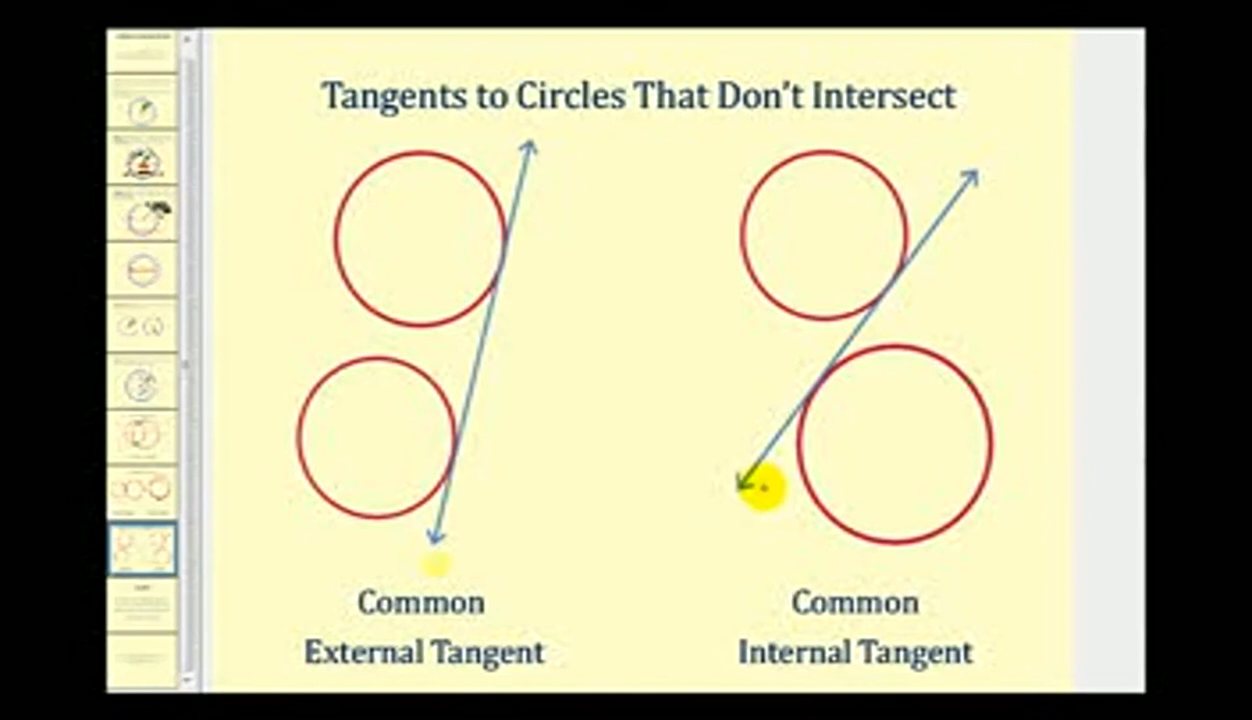 Tangents to Circles That Don't Intersect
Common
External Tangent
Common
Internal Tangent